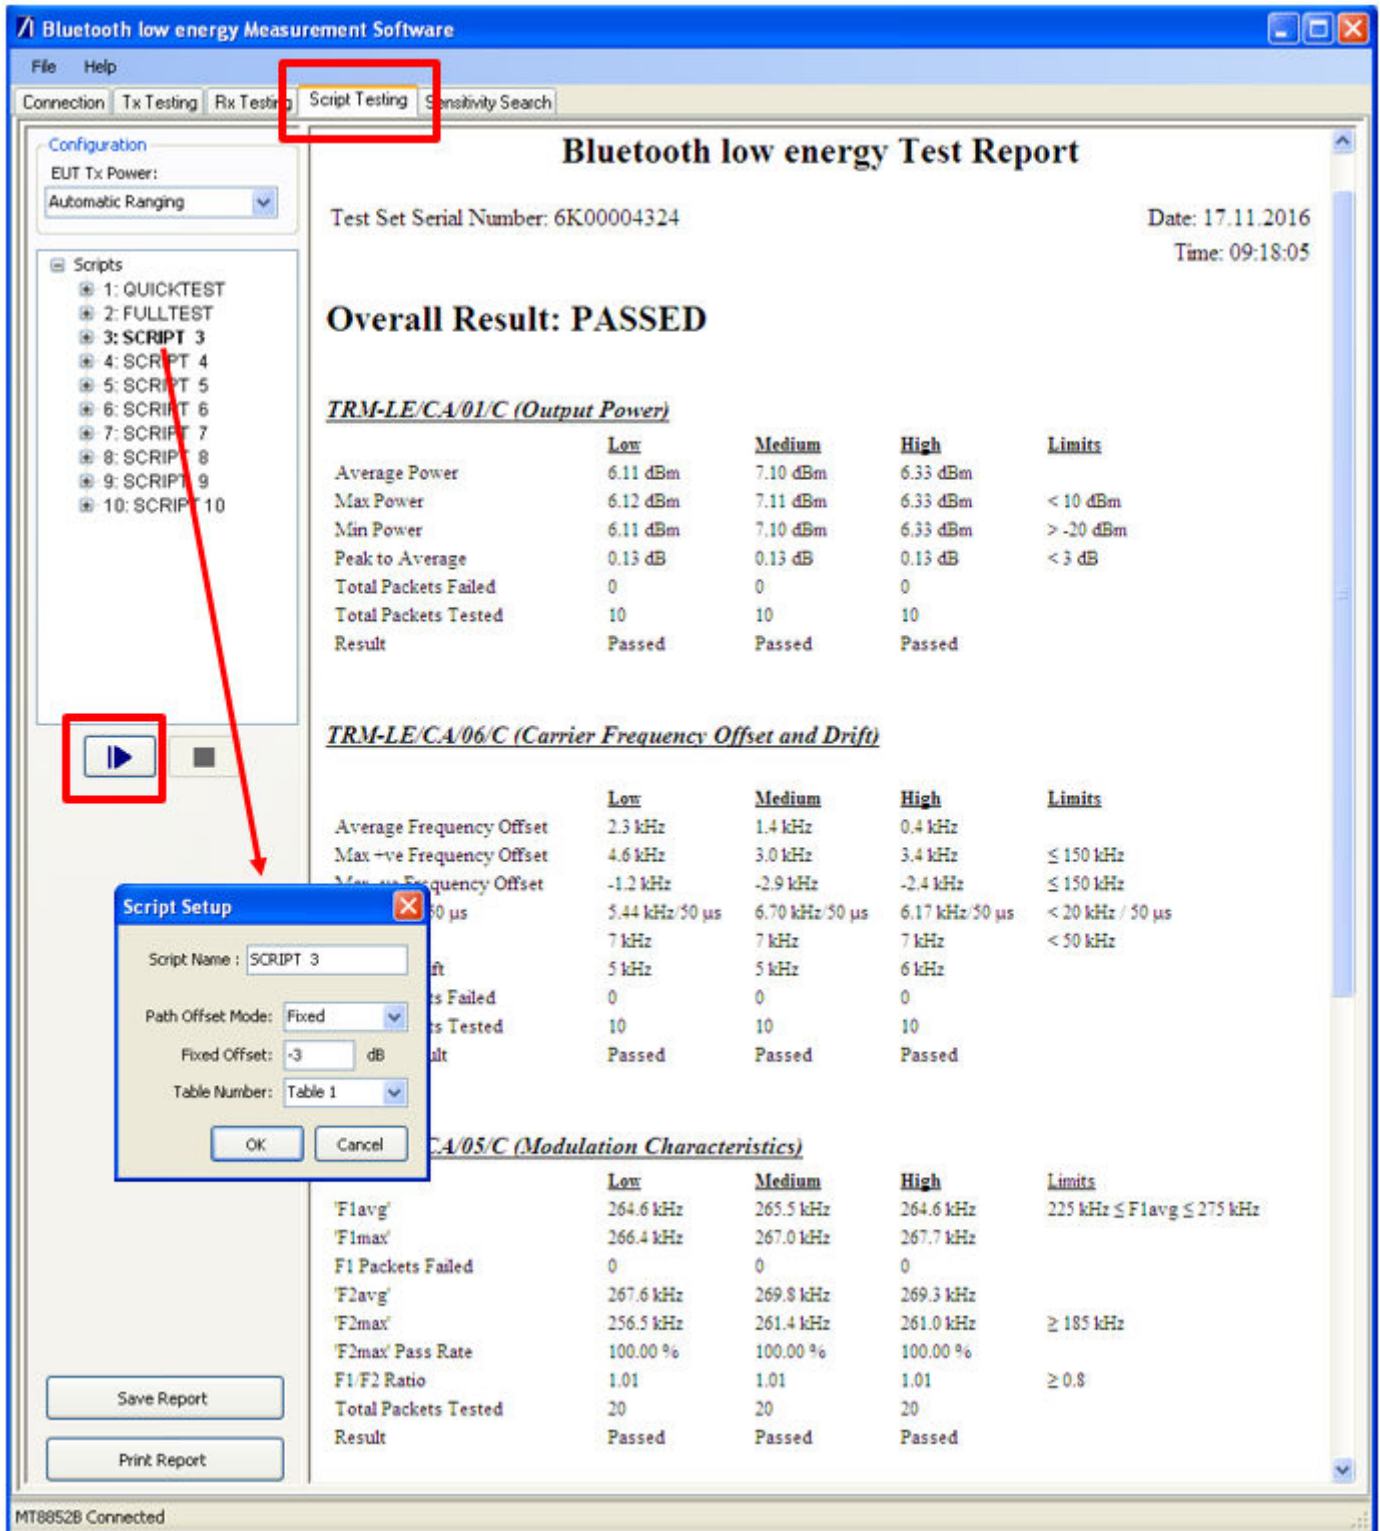 Bluetooth low energy Measurement Software
File Help
Connection Tx Testing Rx Testing Script Testing Sensitivity Search
Configuration
EUT Tx Power:
Automatic Ranging
Scripts
1: QUICKTEST
2: FULLTEST
3: SCRIPT 3
4: SCRIPT 4
5: SCRIPT 5
6: SCRIPT 6
7: SCRIPT 7
8: SCRIPT 8
9: SCRIPT 9
10: SCRIPT 10
Bluetooth low energy Test Report
Test Set Serial Number: 6K00004324 Date: 17.11.2016
Time: 09:18:05
Overall Result: PASSED
TRM-LE/CA/01/C (Output Power)
Low Medium High Limits
Average Power 6.11 dBm 7.10 dBm 6.33 dBm
Max Power 6.12 dBm 7.11 dBm 6.33 dBm < 10 dBm
Min Power 6.11 dBm 7.10 dBm 6.33 dBm > -20 dBm
Peak to Average 0.13 dB 0.13 dB 0.13 dB < 3 dB
Total Packets Failed 0 0 0
Total Packets Tested 10 10 10
Result Passed Passed Passed
TRM-LE/CA/06/C (Carrier Frequency Offset and Drift)
Low Medium High Limits
Average Frequency Offset 2.3 kHz 1.4 kHz 0.4 kHz
Max +ve Frequency Offset 4.6 kHz 3.0 kHz 3.4 kHz ≤ 150 kHz
Frequency Offset -1.2 kHz -2.9 kHz -2.4 kHz ≤ 150 kHz
50 µs 5.44 kHz/50 µs 6.70 kHz/50 µs 6.17 kHz/50 µs < 20 kHz / 50 µs
7 kHz 7 kHz 7 kHz < 50 kHz
5 kHz 5 kHz 6 kHz
Failed 0 0 0
Tested 10 10 10
Passed Passed Passed
Script Setup
Script Name : SCRIPT 3
Path Offset Mode: Fixed
Fixed Offset: -3 dB
Table Number: Table 1
OK Cancel
CA/05/C (Modulation Characteristics)
Low Medium High Limits
'F1avg' 264.6 kHz 265.5 kHz 264.6 kHz 225 kHz ≤ F1avg ≤ 275 kHz
'F1max' 266.4 kHz 267.0 kHz 267.7 kHz
F1 Packets Failed 0 0 0
'F2avg' 267.6 kHz 269.8 kHz 269.3 kHz
'F2max' 256.5 kHz 261.4 kHz 261.0 kHz ≥ 185 kHz
'F2max' Pass Rate 100.00 % 100.00 % 100.00 %
F1/F2 Ratio 1.01 1.01 1.01 ≥ 0.8
Total Packets Tested 20 20 20
Result Passed Passed Passed
Save Report
Print Report
MT8852B Connected